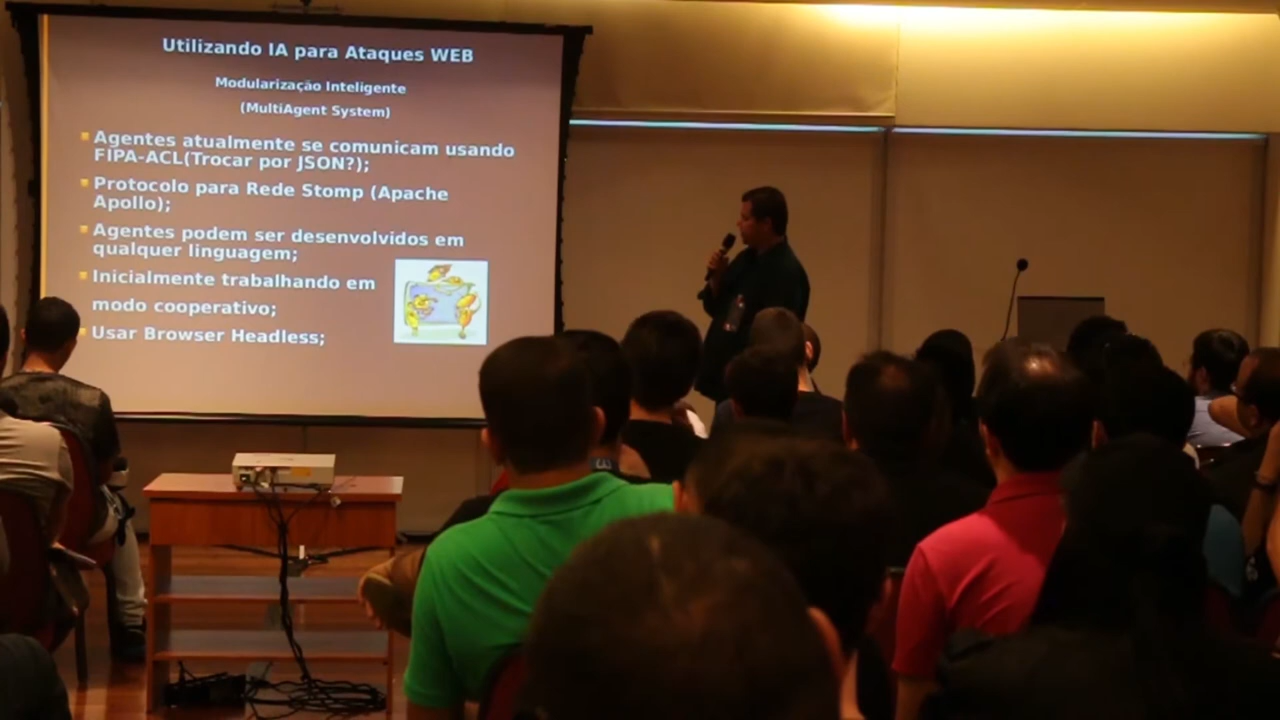 Utilizando IA para Ataques WEB
Modularização Inteligente
(MultiAgent System)
Agentes atualmente se comunicam usando
FIPA-ACL(Trocar por JSON?);
Protocolo para Rede Stomp (Apache
Apollo);
Agentes podem ser desenvolvidos em
qualquer linguagem;
Inicialmente trabalhando em
modo cooperativo;
Usar Browser Headless;